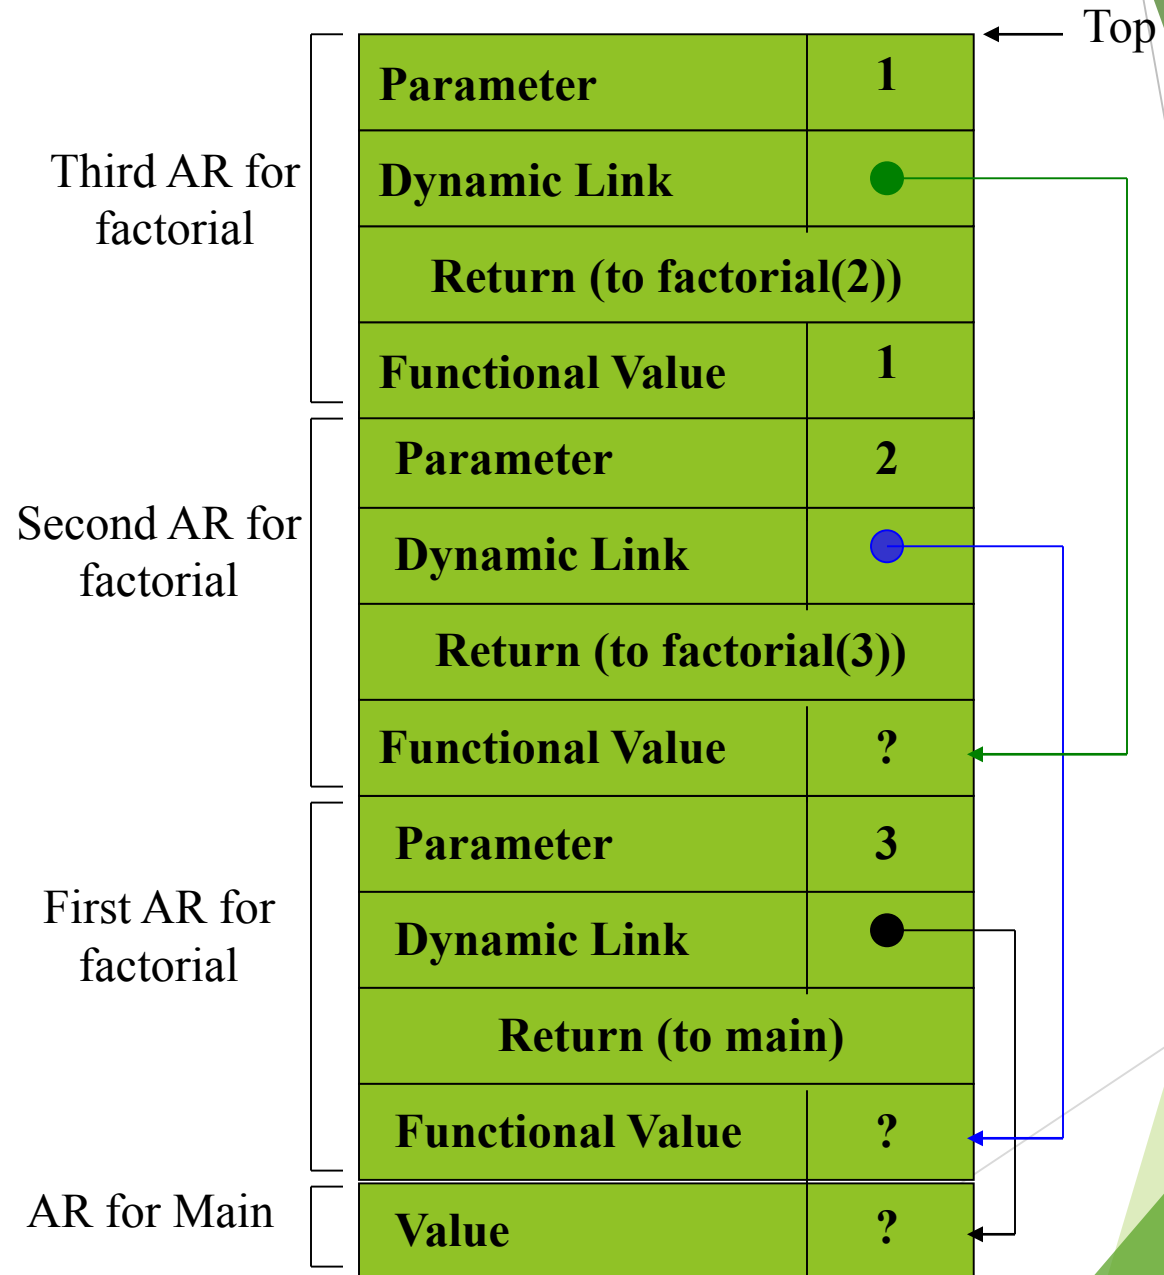 Top
Third AR for
factorial
Parameter 1
Dynamic Link
Return (to factorial(2))
Functional Value 1
Second AR for
factorial
Parameter 2
Dynamic Link
Return (to factorial(3))
Functional Value ?
First AR for
factorial
Parameter 3
Dynamic Link
Return (to main)
Functional Value ?
AR for Main
Value ?